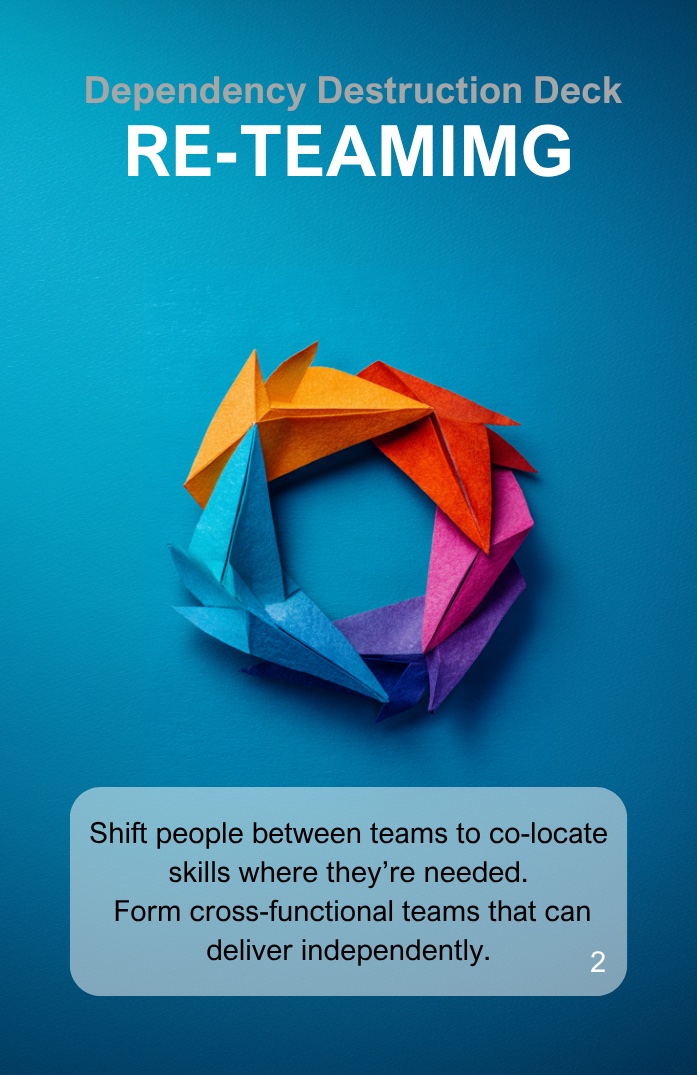 Dependency Destruction Deck
RE-TEAMIMG
Shift people between teams to co-locate
skills where they’re needed.
Form cross-functional teams that can
deliver independently.
2